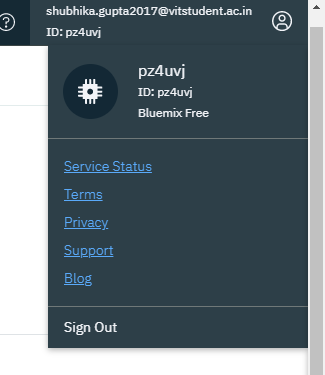 shubhika.gupta2017@vitstudent.ac.in
ID: pz4uvj
pz4uvj
ID: pz4uvj
Bluemix Free
Service Status
Terms
Privacy
Support
Blog
Sign Out